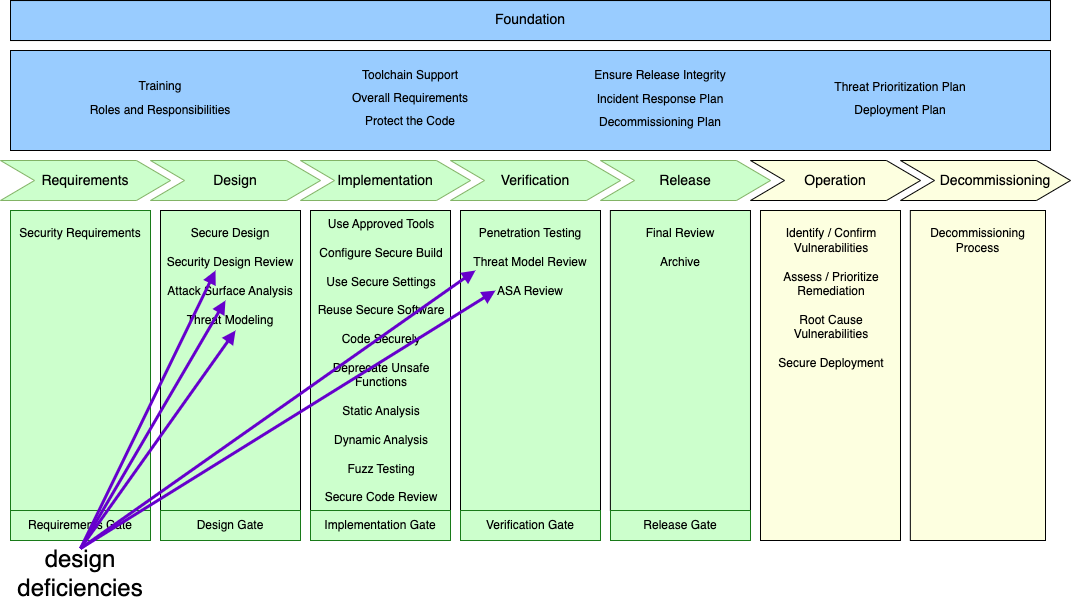 Foundation
Training
Roles and Responsibilities
Toolchain Support
Overall Requirements
Protect the Code
Ensure Release Integrity
Incident Response Plan
Decommissioning Plan
Threat Prioritization Plan
Deployment Plan
Requirements
Design
Implementation
Verification
Release
Operation
Decommissioning
Security Requirements
Requirements Gate
Secure Design
Security Design Review
Attack Surface Analysis
Threat Modeling
Design Gate
Use Approved Tools
Configure Secure Build
Use Secure Settings
Reuse Secure Software
Code Securely
Deprecate Unsafe
Functions
Static Analysis
Dynamic Analysis
Fuzz Testing
Secure Code Review
Implementation Gate
Penetration Testing
Threat Model Review
ASA Review
Verification Gate
Final Review
Archive
Release Gate
Identify / Confirm
Vulnerabilities
Assess / Prioritize
Remediation
Root Cause
Vulnerabilities
Secure Deployment
Decommissioning
Process
design
deficiencies